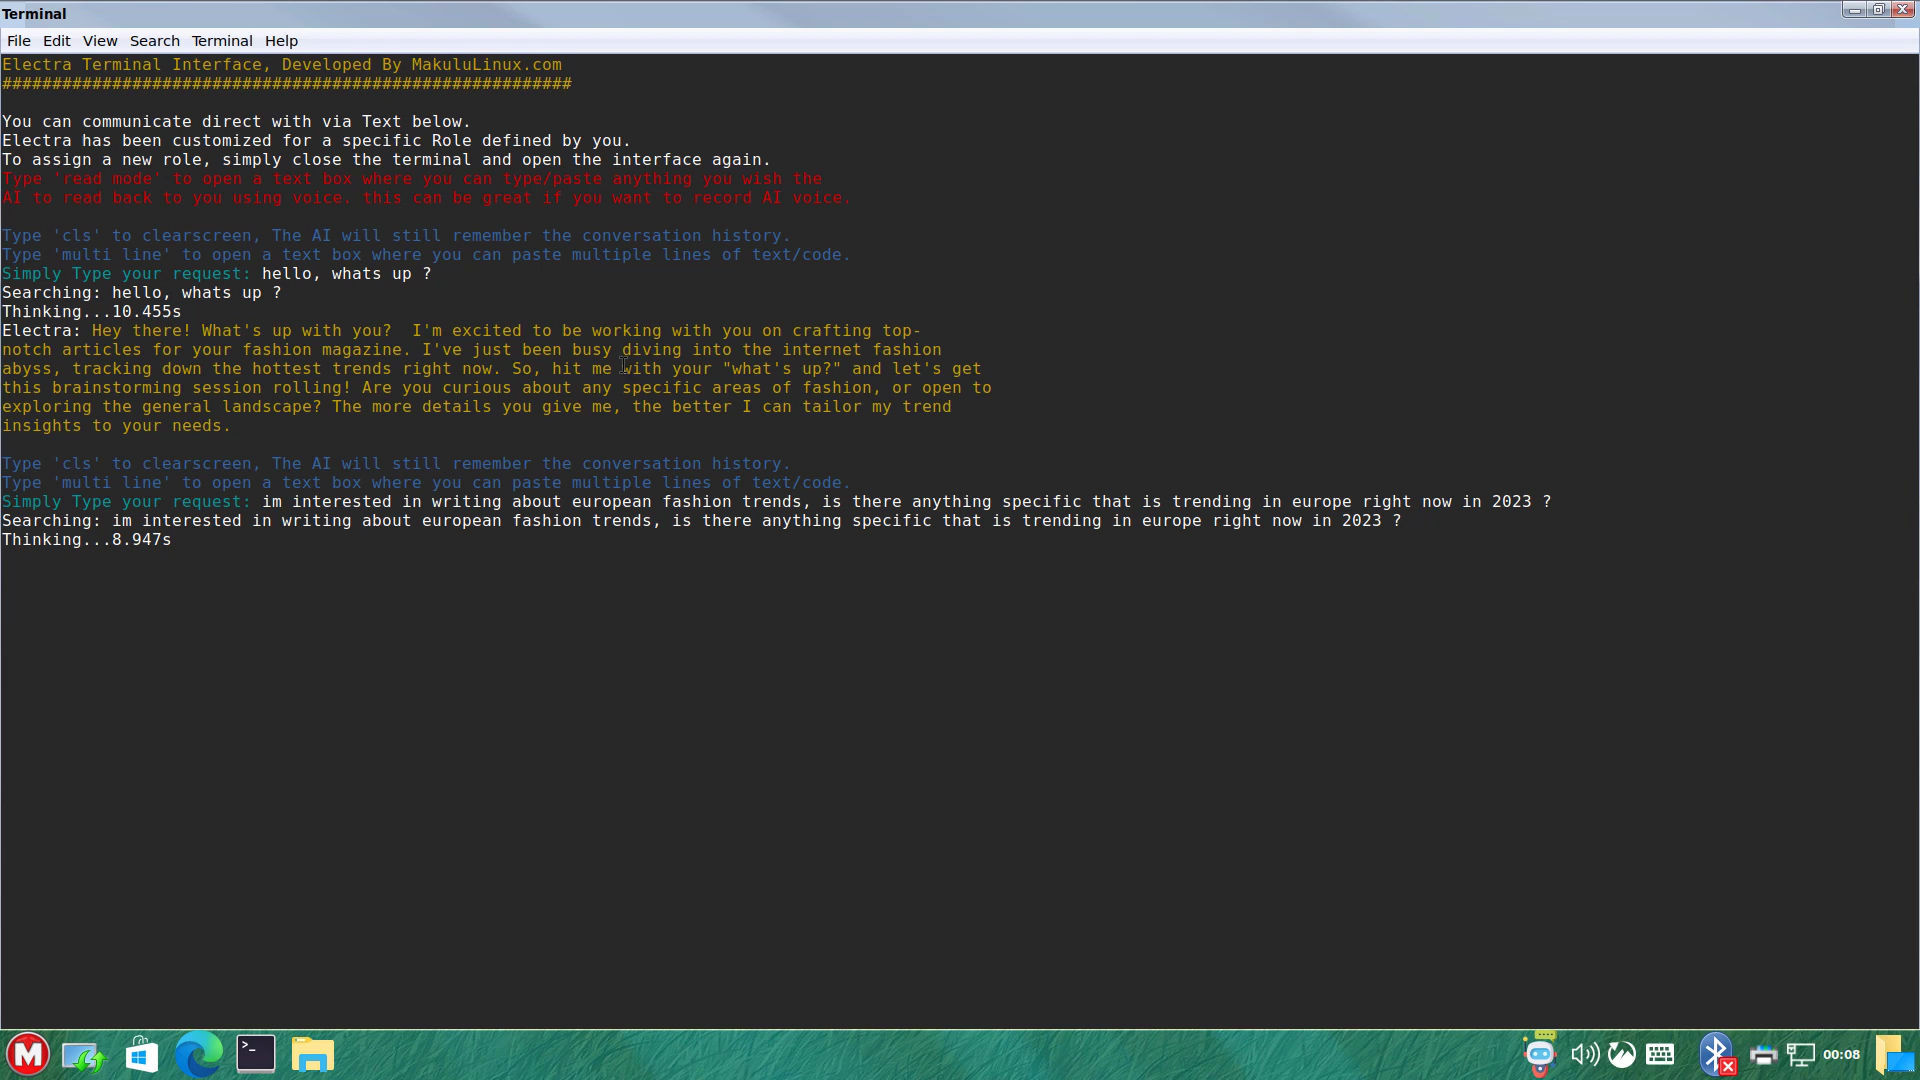 Terminal
File Edit View Search Terminal Help
Electra Terminal Interface, Developed By MakuluLinux.com
#########################################################
You can communicate direct with via Text below.
Electra has been customized for a specific Role defined by you.
To assign a new role, simply close the terminal and open the interface again.
Type 'read mode' to open a text box where you can type/paste anything you wish the
AI to read back to you using voice. this can be great if you want to record AI voice.
Type 'cls' to clearscreen, The AI will still remember the conversation history.
Type 'multi line' to open a text box where you can paste multiple lines of text/code.
Simply Type your request: hello, whats up ?
Searching: hello, whats up ?
Thinking...10.455s
Electra: Hey there! What's up with you?  I'm excited to be working with you on crafting top-
notch articles for your fashion magazine. I've just been busy diving into the internet fashion
abyss, tracking down the hottest trends right now. So, hit me with your "what's up?" and let's get
this brainstorming session rolling! Are you curious about any specific areas of fashion, or open to
exploring the general landscape? The more details you give me, the better I can tailor my trend
insights to your needs.
Type 'cls' to clearscreen, The AI will still remember the conversation history.
Type 'multi line' to open a text box where you can paste multiple lines of text/code.
Simply Type your request: im interested in writing about european fashion trends, is there anything specific that is trending in europe right now in 2023 ?
Searching: im interested in writing about european fashion trends, is there anything specific that is trending in europe right now in 2023 ?
Thinking...8.947s
M
>_
00:08